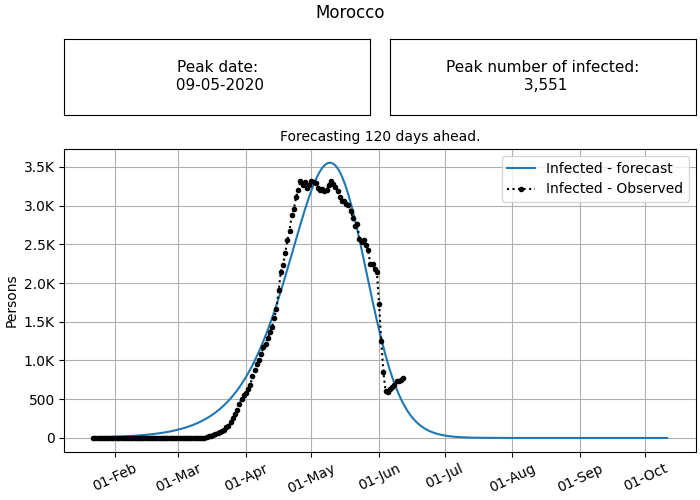 Morocco
Peak date:
09-05-2020
Peak number of infected:
3,551
Forecasting 120 days ahead.
Infected - forecast
Infected - Observed
3.5K
3.0K
2.5K
2.0K
1.5K
1.0K
500
0
Persons
01-Feb
01-Mar
01-Apr
01-May
01-Jun
01-Jul
01-Aug
01-Sep
01-Oct